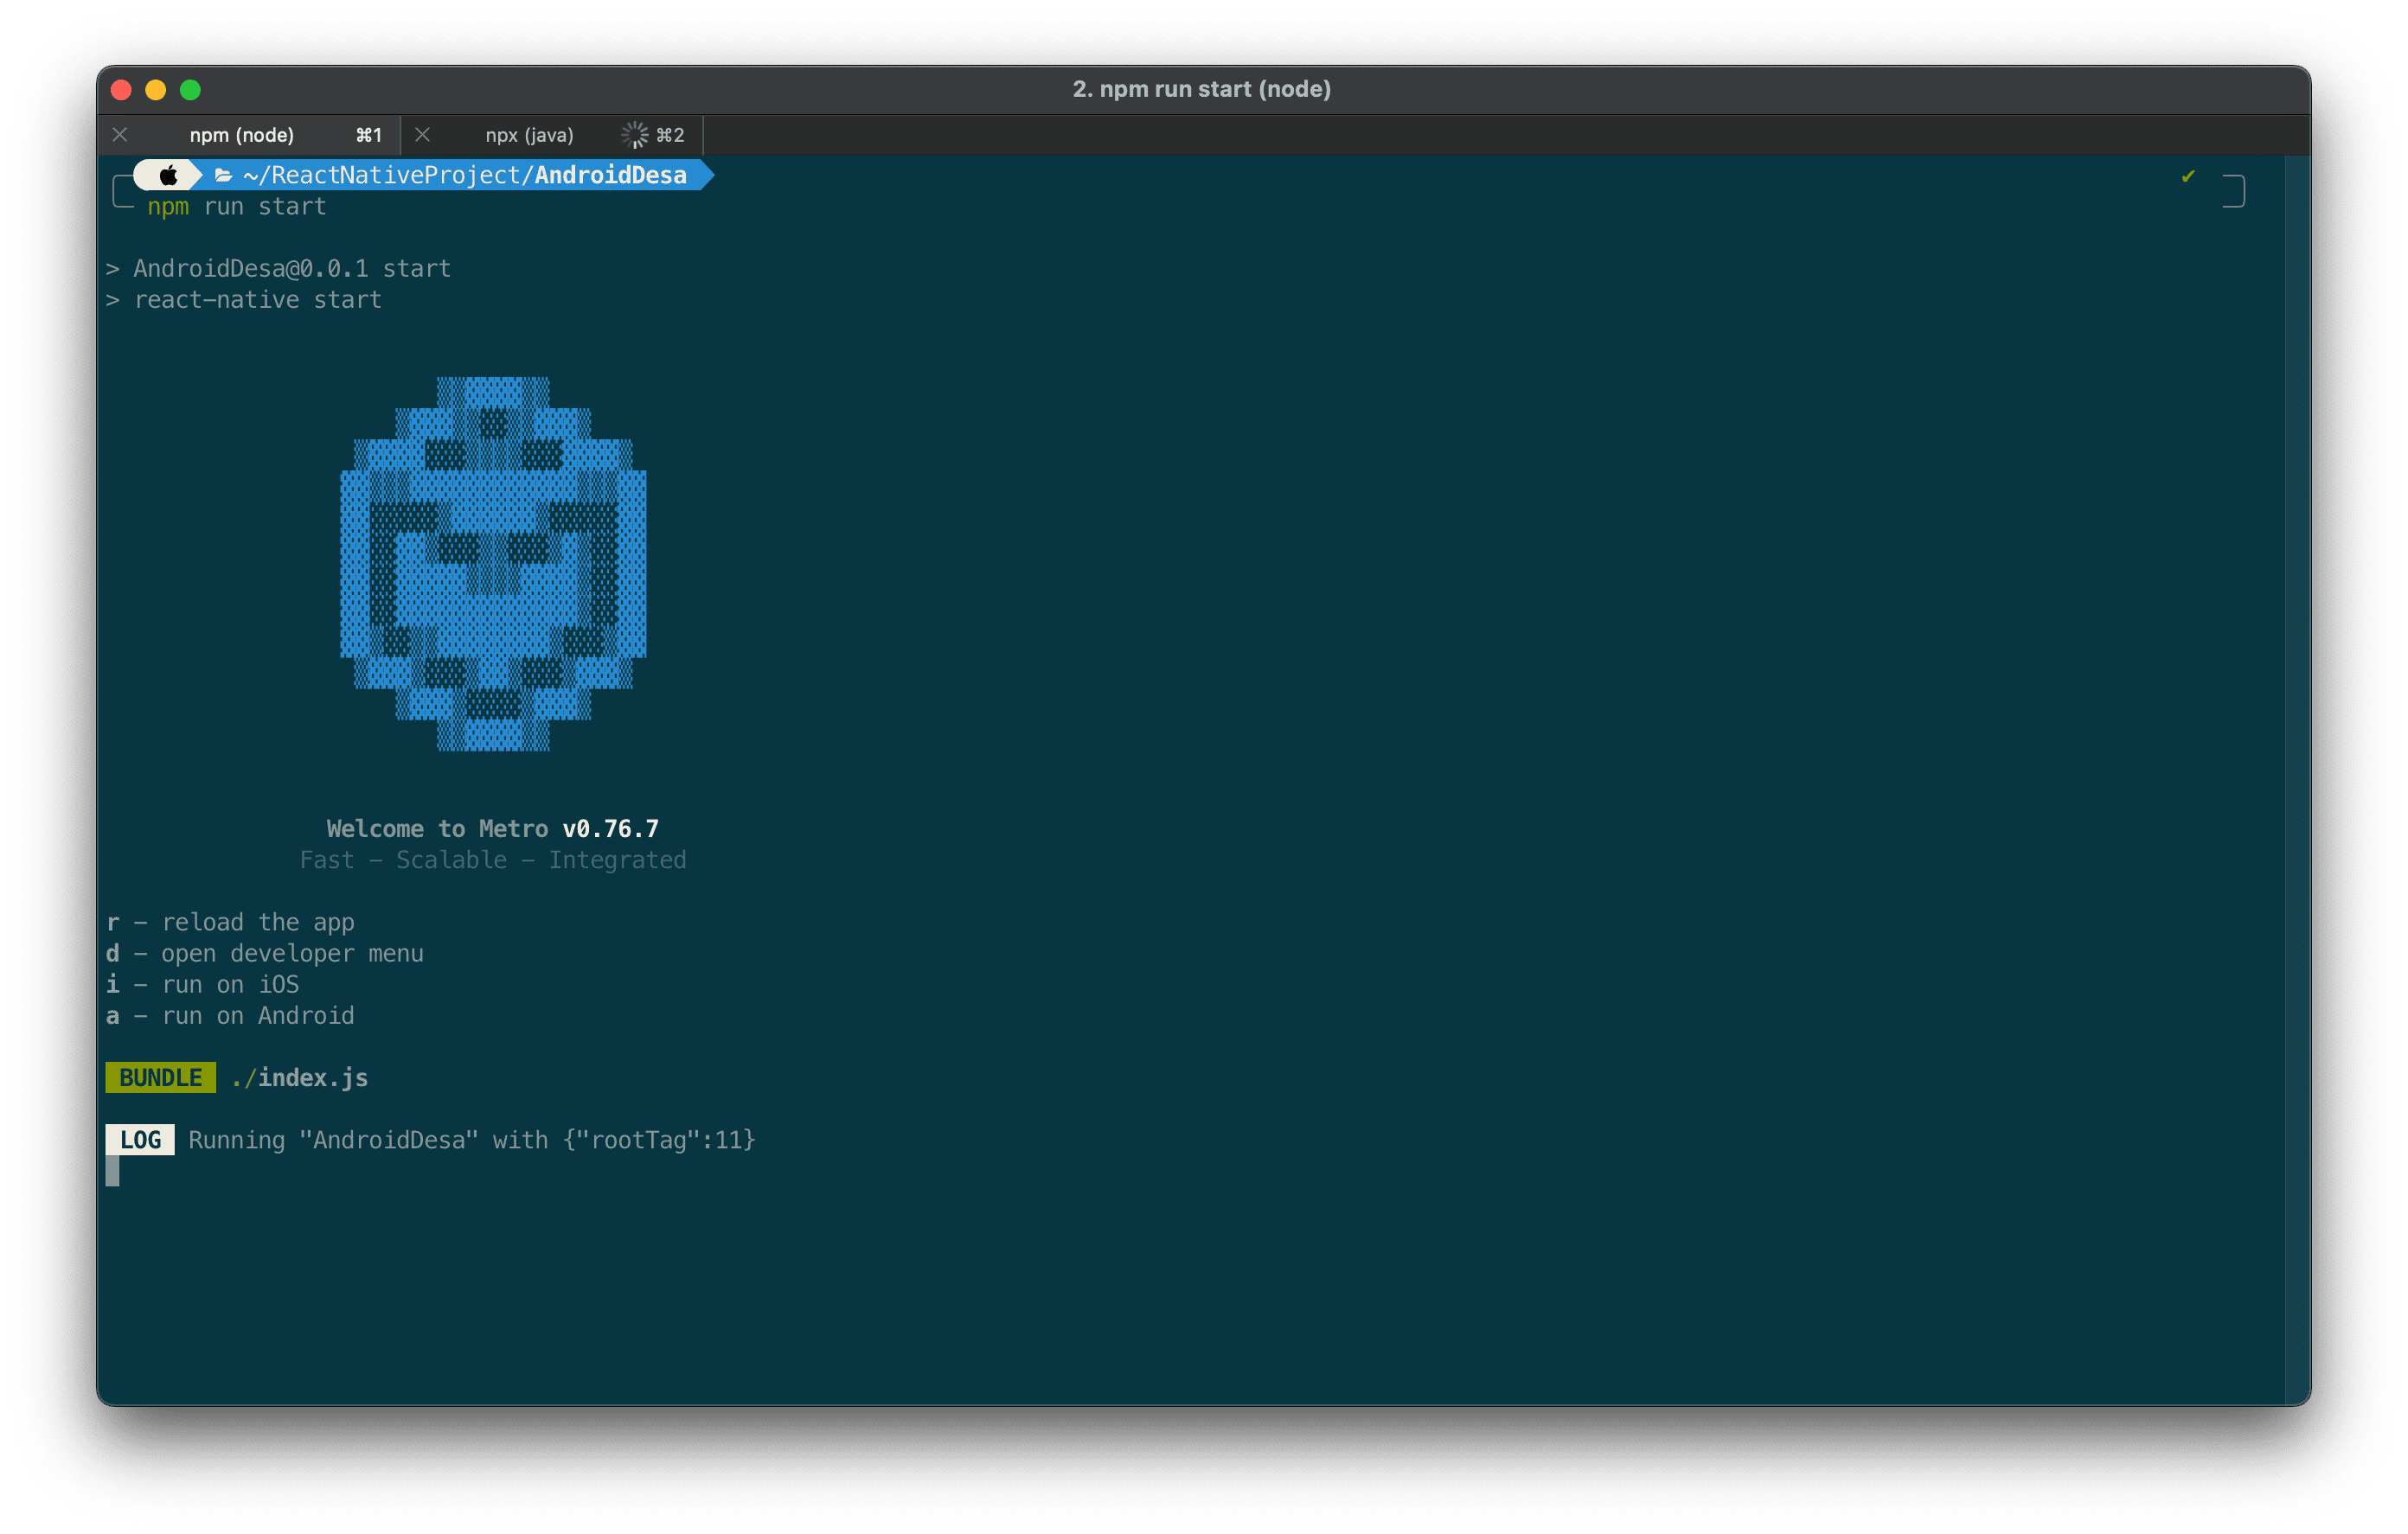 2. npm run start (node)
npm (node) ⌘1 npx (java) ⌘2
~/ReactNativeProject/AndroidDesa ✔
npm run start
> AndroidDesa@0.0.1 start
> react-native start
Welcome to Metro v0.76.7
Fast - Scalable - Integrated
r - reload the app
d - open developer menu
i - run on iOS
a - run on Android
BUNDLE ./index.js
LOG Running "AndroidDesa" with {"rootTag":11}